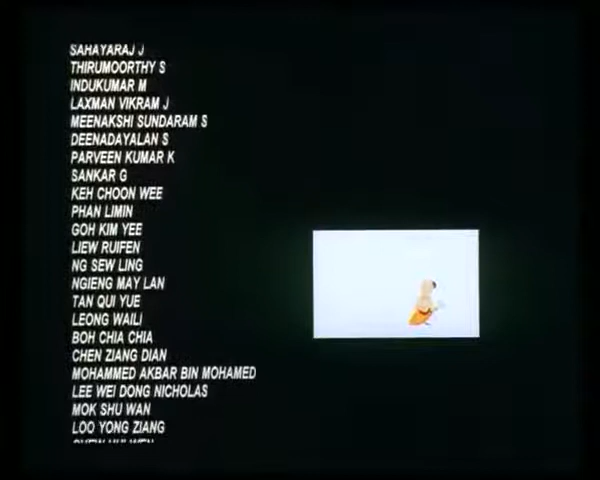 SAHAYARAJ J
THIRUMOORTHY S
INDUKUMAR M
LAXMAN VIKRAM J
MEENAKSHI SUNDARAM S
DEENADAYALAN S
PARVEEN KUMAR K
SANKAR G
KEH CHOON WEE
PHAN LIMIN
GOH KIM YEE
LIEW RUIFEN
NG SEW LING
NGIENG MAY LAN
TAN QUI YUE
LEONG WAILI
BOH CHIA CHIA
CHEN ZIANG DIAN
MOHAMMED AKBAR BIN MOHAMED
LEE WEI DONG NICHOLAS
MOK SHU WAN
LOO YONG ZIANG